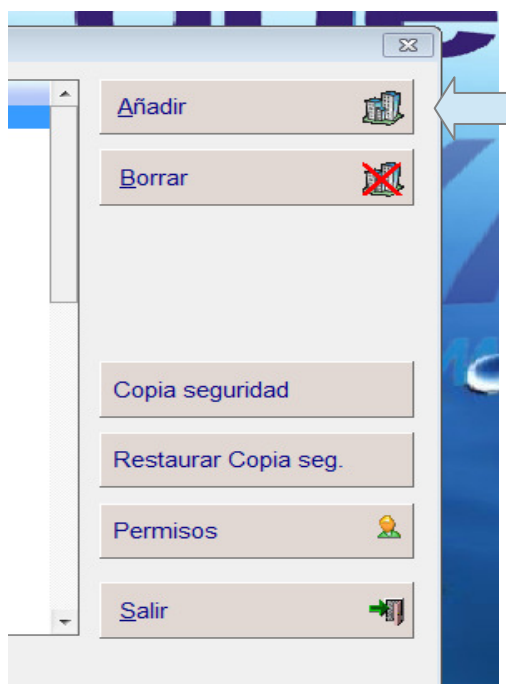 Añadir
Borrar
Copia seguridad
Restaurar Copia seg.
Permisos
Salir